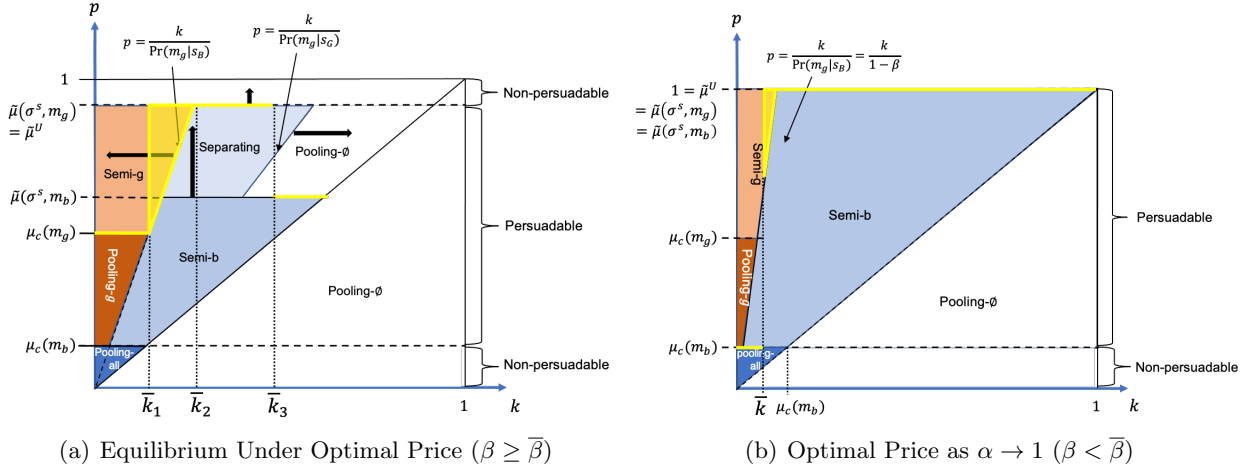 p
p = k / Pr(m_g|s_B)
p = k / Pr(m_g|s_G)
1
Non-persuadable
μ̃(σ^s, m_g)
= μ̃^U
Separating
Pooling-∅
Semi-g
μ̃(σ^s, m_b)
Persuadable
μ_c(m_g)
Pooling-g
Semi-b
Pooling-∅
μ_c(m_b)
Pooling-
all
Non-persuadable
k̅_1
k̅_2
k̅_3
1
k
(a) Equilibrium Under Optimal Price (β ≥ β̅)
p
p = k / Pr(m_g|s_B) = k / 1 − β
1 = μ̃^U
= μ̃(σ^s, m_g)
= μ̃(σ^s, m_b)
Semi-g
Semi-b
Persuadable
μ_c(m_g)
Pooling-g
Pooling-∅
μ_c(m_b)
pooling-
all
Non-persuadable
k̅
μ_c(m_b)
1
k
(b) Optimal Price as α → 1 (β < β̅)